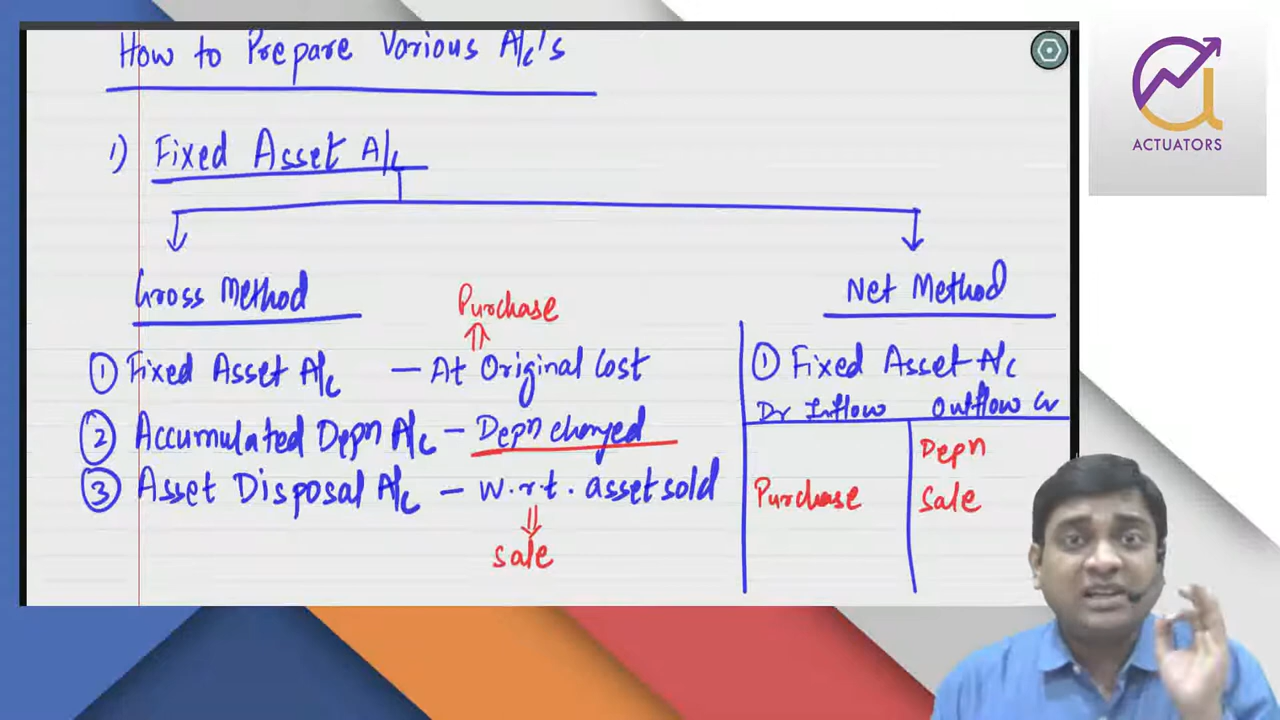 How to Prepare Various A/c's
ACTUATORS
1) Fixed Asset A/c
Gross Method
Net Method
Purchase
① Fixed Asset A/c – At Original Cost
② Accumulated Depn A/c – Depn charged
③ Asset Disposal A/c – w.r.t. asset sold
Sale
① Fixed Asset A/c
Dr Inflow Outflow Cr
Depn
Purchase Sale